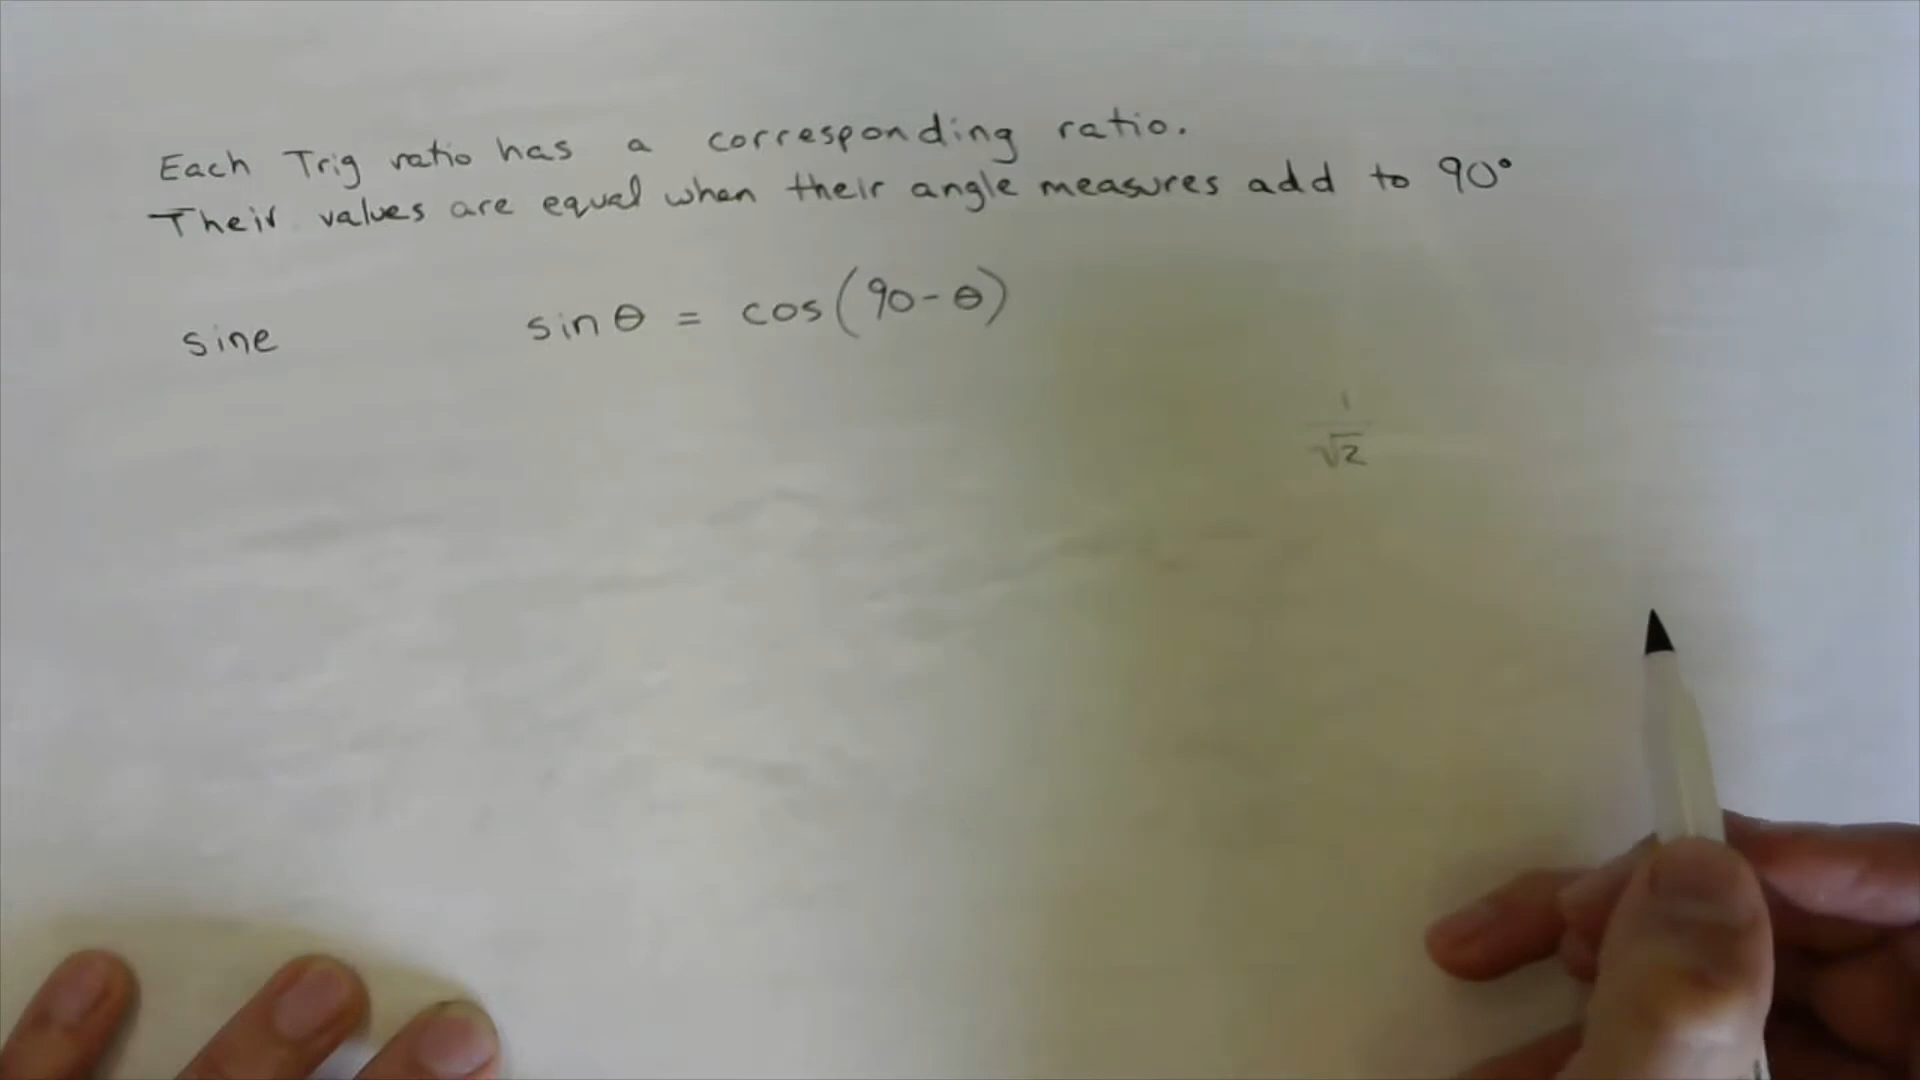 Each Trig ratio has a corresponding ratio.
Their values are equal when their angle measures add to 90°
sine sin θ = cos(90-θ)
1
√2